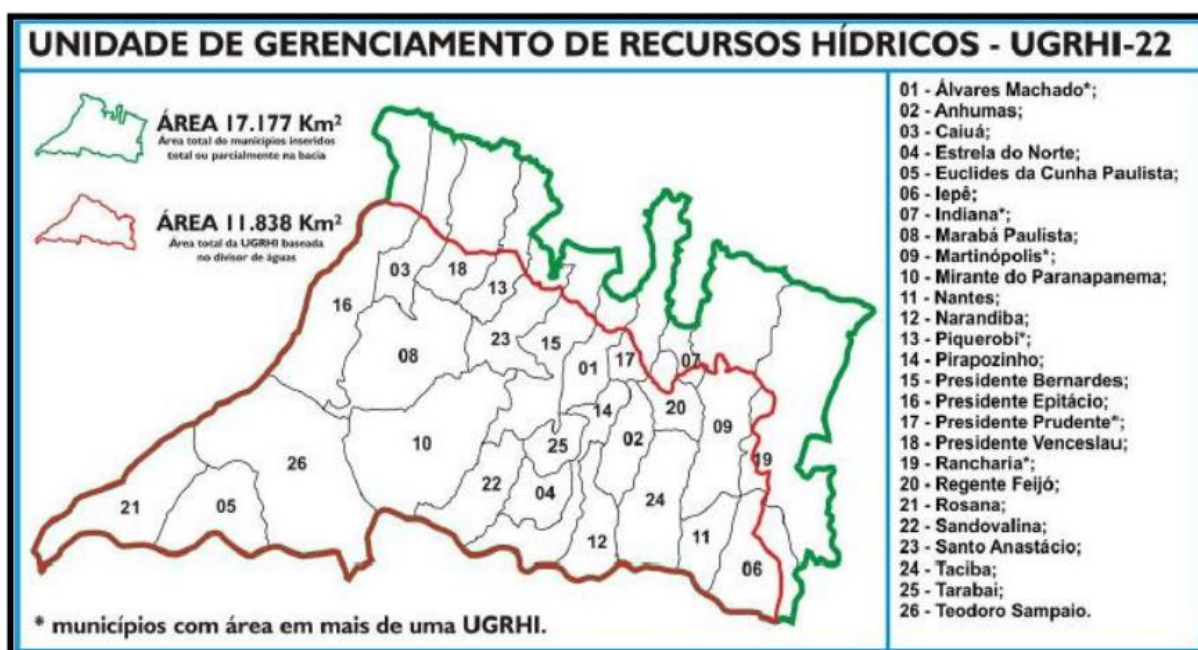 UNIDADE DE GERENCIAMENTO DE RECURSOS HÍDRICOS - UGRHI-22
ÁREA 17.177 Km²
Área total do municípios inseridos
total ou parcialmente na bacia
ÁREA 11.838 Km²
Área total da UGRHI baseada
no divisor de águas
03
18
13
16
23
15
08
01
17
07
14
20
10
02
09
25
26
19
22
04
24
21
05
12
11
06
* municípios com área em mais de uma UGRHI.
01 - Álvares Machado*;
02 - Anhumas;
03 - Caiuá;
04 - Estrela do Norte;
05 - Euclides da Cunha Paulista;
06 - Iepê;
07 - Indiana*;
08 - Marabá Paulista;
09 - Martinópolis*;
10 - Mirante do Paranapanema;
11 - Nantes;
12 - Narandiba;
13 - Piquerobi*;
14 - Pirapozinho;
15 - Presidente Bernardes;
16 - Presidente Epitácio;
17 - Presidente Prudente*;
18 - Presidente Venceslau;
19 - Rancharia*;
20 - Regente Feijó;
21 - Rosana;
22 - Sandovalina;
23 - Santo Anastácio;
24 - Taciba;
25 - Tarabai;
26 - Teodoro Sampaio.